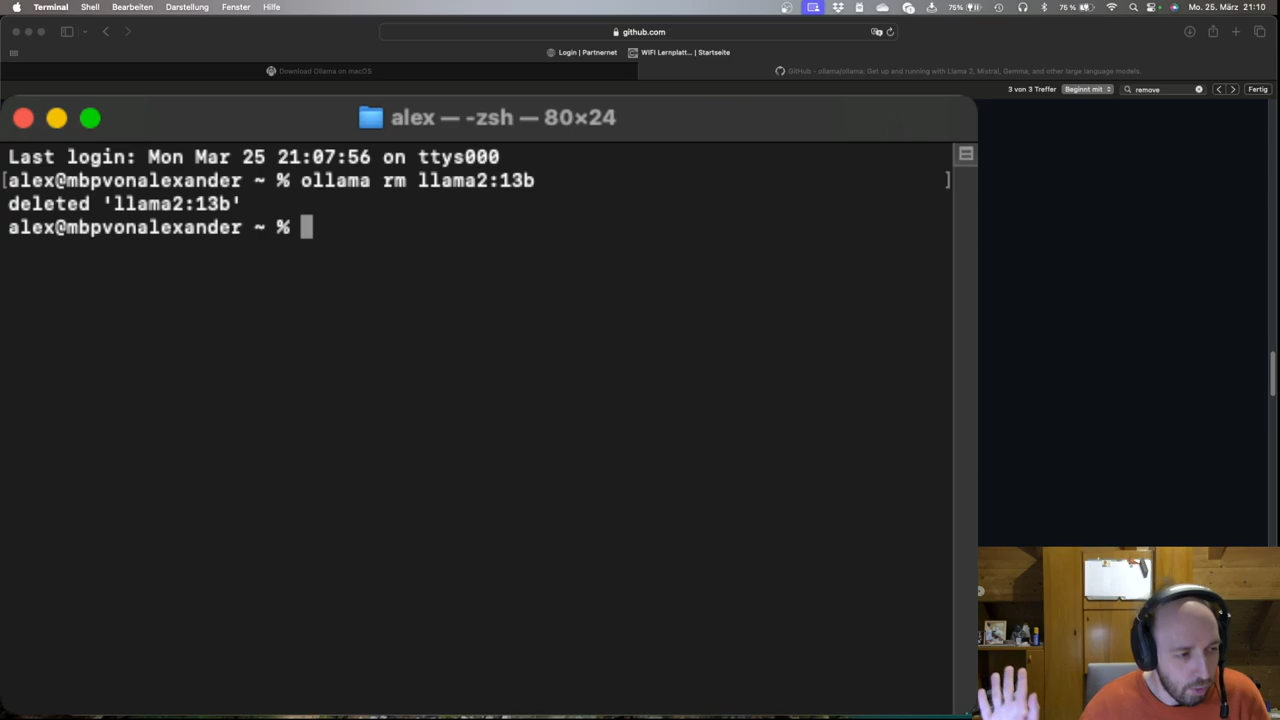 Terminal Shell Bearbeiten Darstellung Fenster Hilfe 75% 75 % Mo. 25. März 21:10
github.com
Login | Partnernet WIFI Lernplatt... | Startseite
Download Ollama on macOS GitHub - ollama/ollama: Get up and running with Llama 2, Mistral, Gemma, and other large language models.
3 von 3 Treffer Beginnt mit remove Fertig
alex — -zsh — 80×24
Last login: Mon Mar 25 21:07:56 on ttys000
[alex@mbpvonalexander ~ % ollama rm llama2:13b ]
deleted 'llama2:13b'
alex@mbpvonalexander ~ %